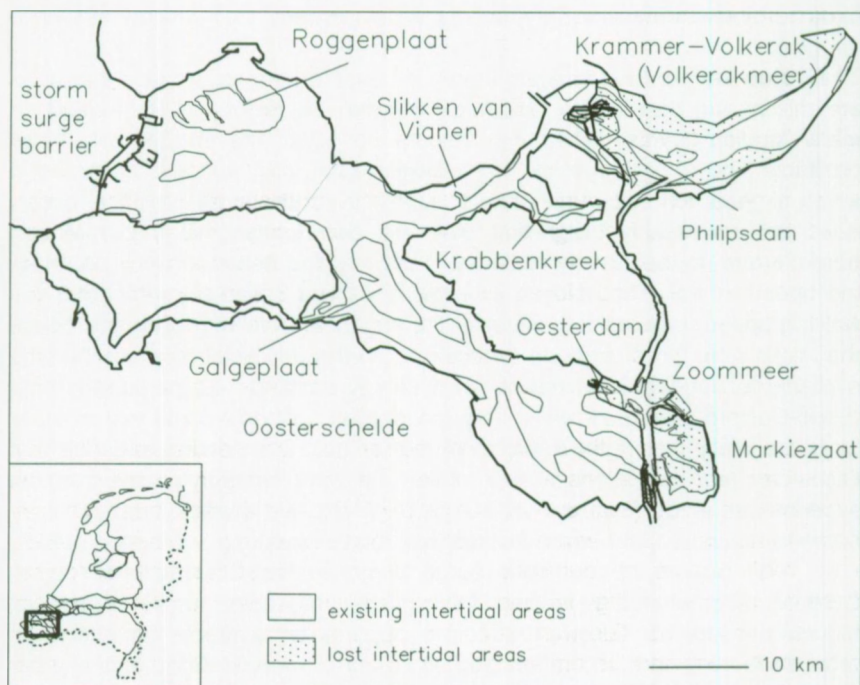 Roggenplaat
Krammer-Volkerak
(Volkerakmeer)
storm
surge
barrier
Slikken van
Vianen
Philipsdam
Krabbenkreek
Oesterdam
Galgeplaat
Zoommeer
Oosterschelde
Markiezaat
existing intertidal areas
lost intertidal areas
10 km